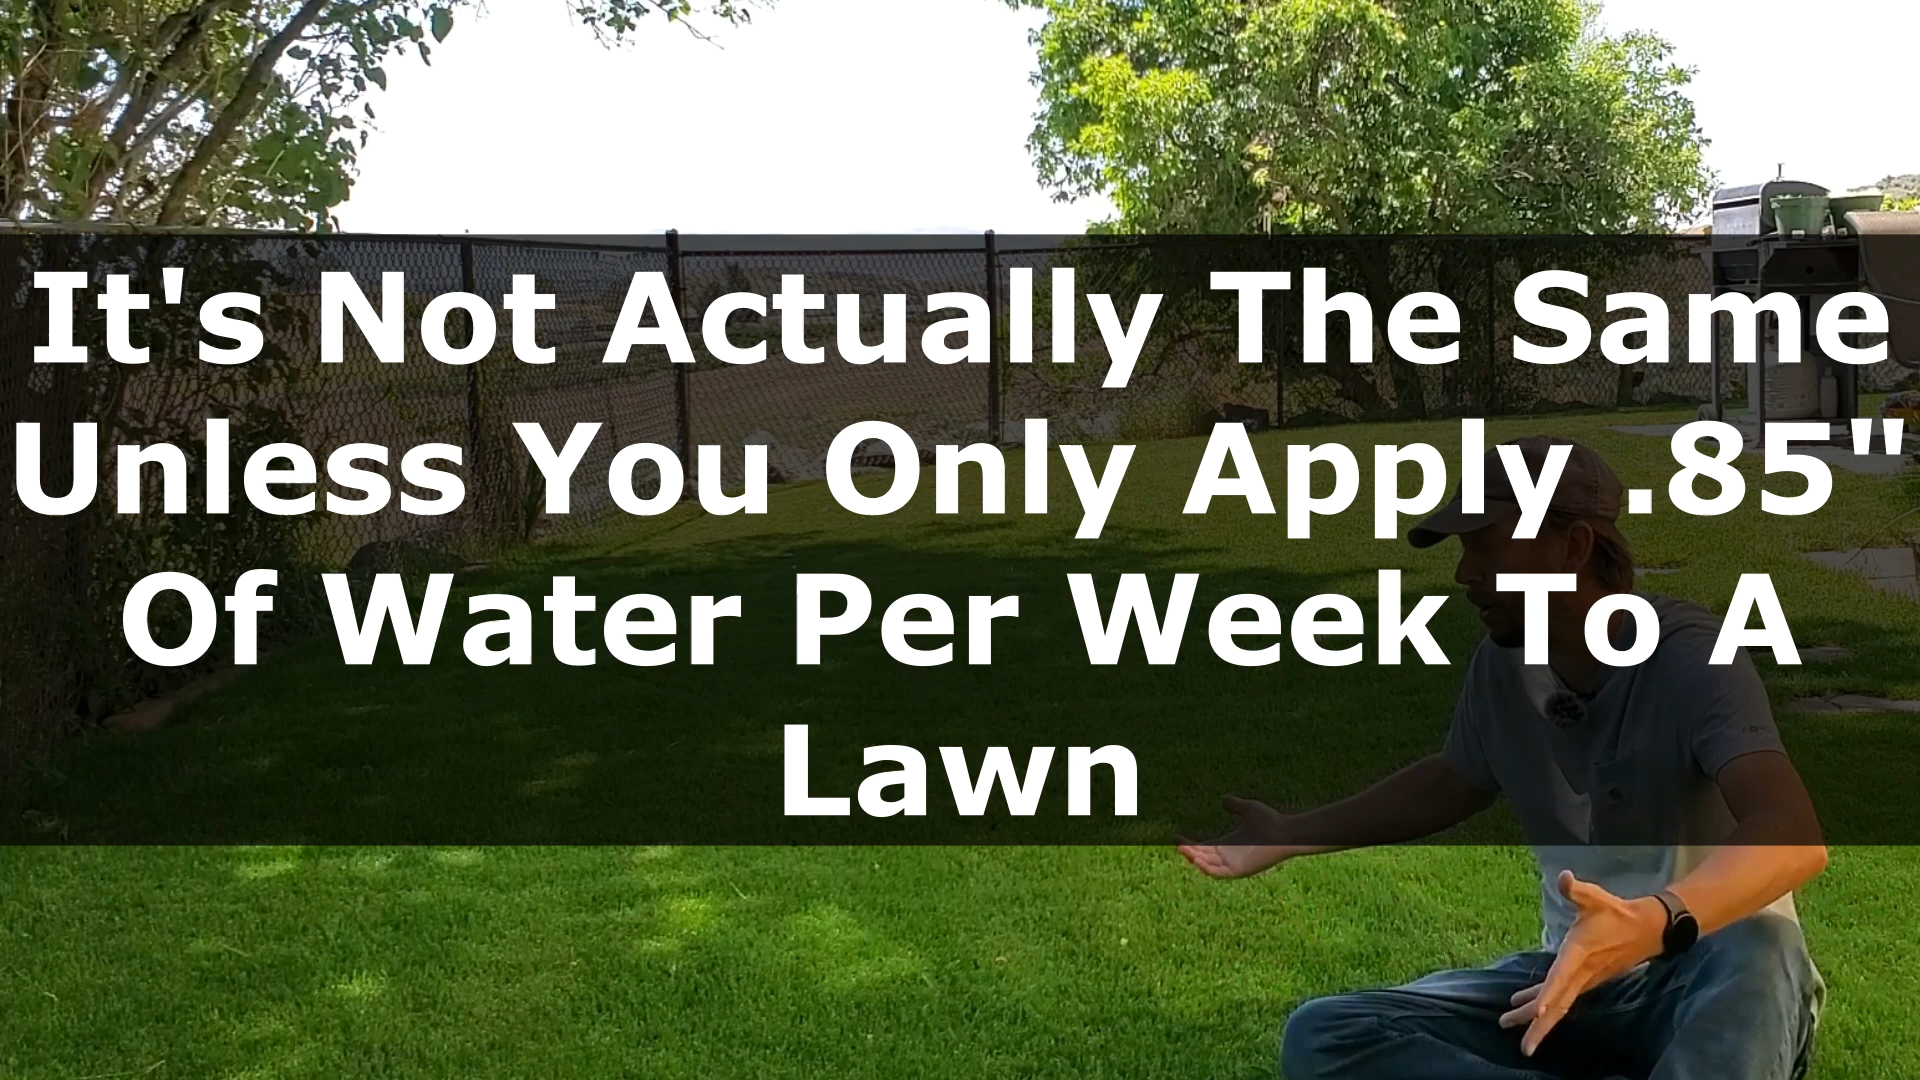 It's Not Actually The Same
Unless You Only Apply .85"
Of Water Per Week To A
Lawn